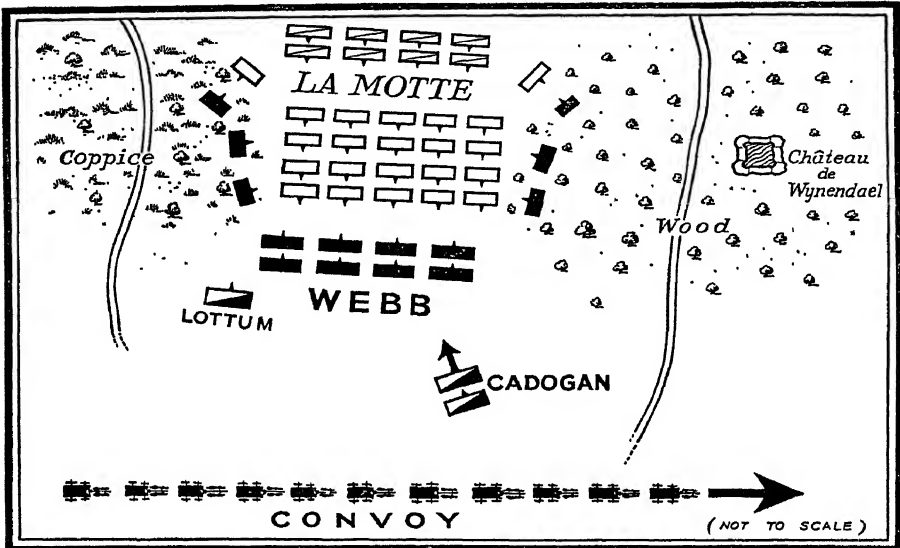 LA MOTTE
Coppice
Château
de
Wynendael
Wood
WEBB
LOTTUM
CADOGAN
CONVOY
(NOT TO SCALE)